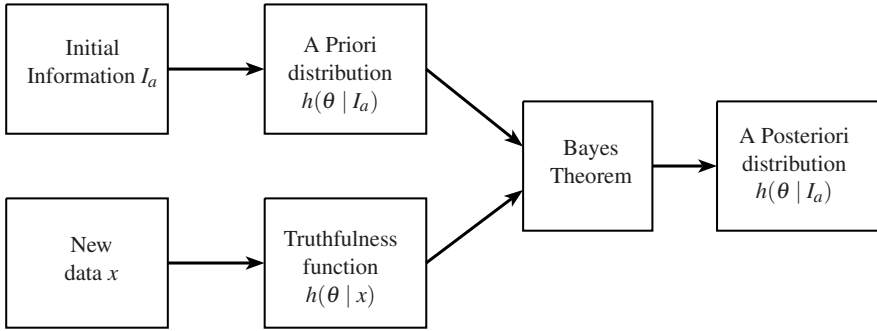 Initial
Information I_a
A Priori
distribution
h(θ | I_a)
Bayes
Theorem
A Posteriori
distribution
h(θ | I_a)
New
data x
Truthfulness
function
h(θ | x)